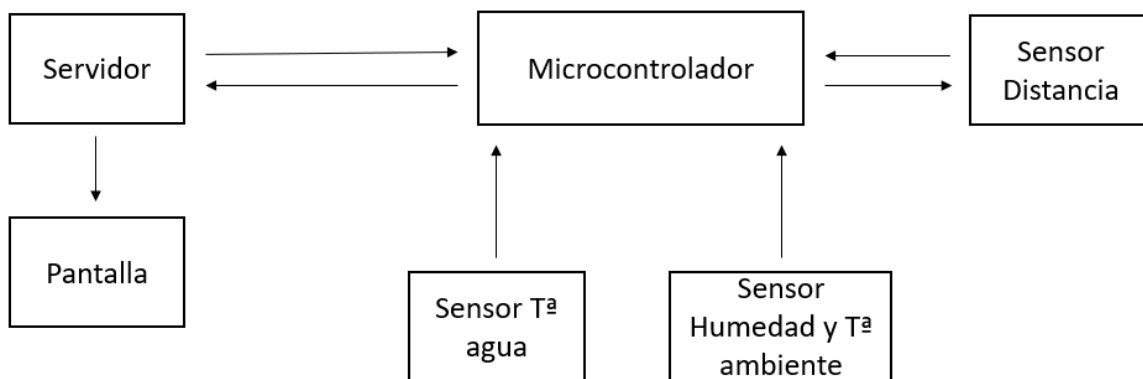 Servidor
Microcontrolador
Sensor
Distancia
Pantalla
Sensor Tª
agua
Sensor
Humedad y Tª
ambiente